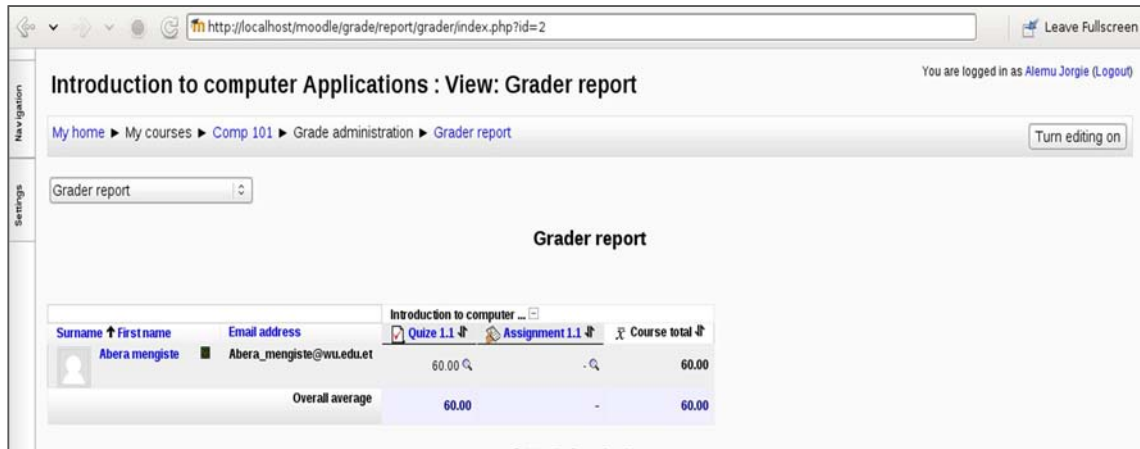 http://localhost/moodle/grade/report/grader/index.php?id=2
Leave Fullscreen
Navigation
Settings
Introduction to computer Applications : View: Grader report
You are logged in as Alemu Jorgie (Logout)
My home ► My courses ► Comp 101 ► Grade administration ► Grader report
Turn editing on
Grader report
Grader report
Introduction to computer ...
Surname ↑ First name Email address Quize 1.1 Assignment 1.1 x̄ Course total
Abera mengiste Abera_mengiste@wu.edu.et 60.00 - 60.00
Overall average 60.00 - 60.00